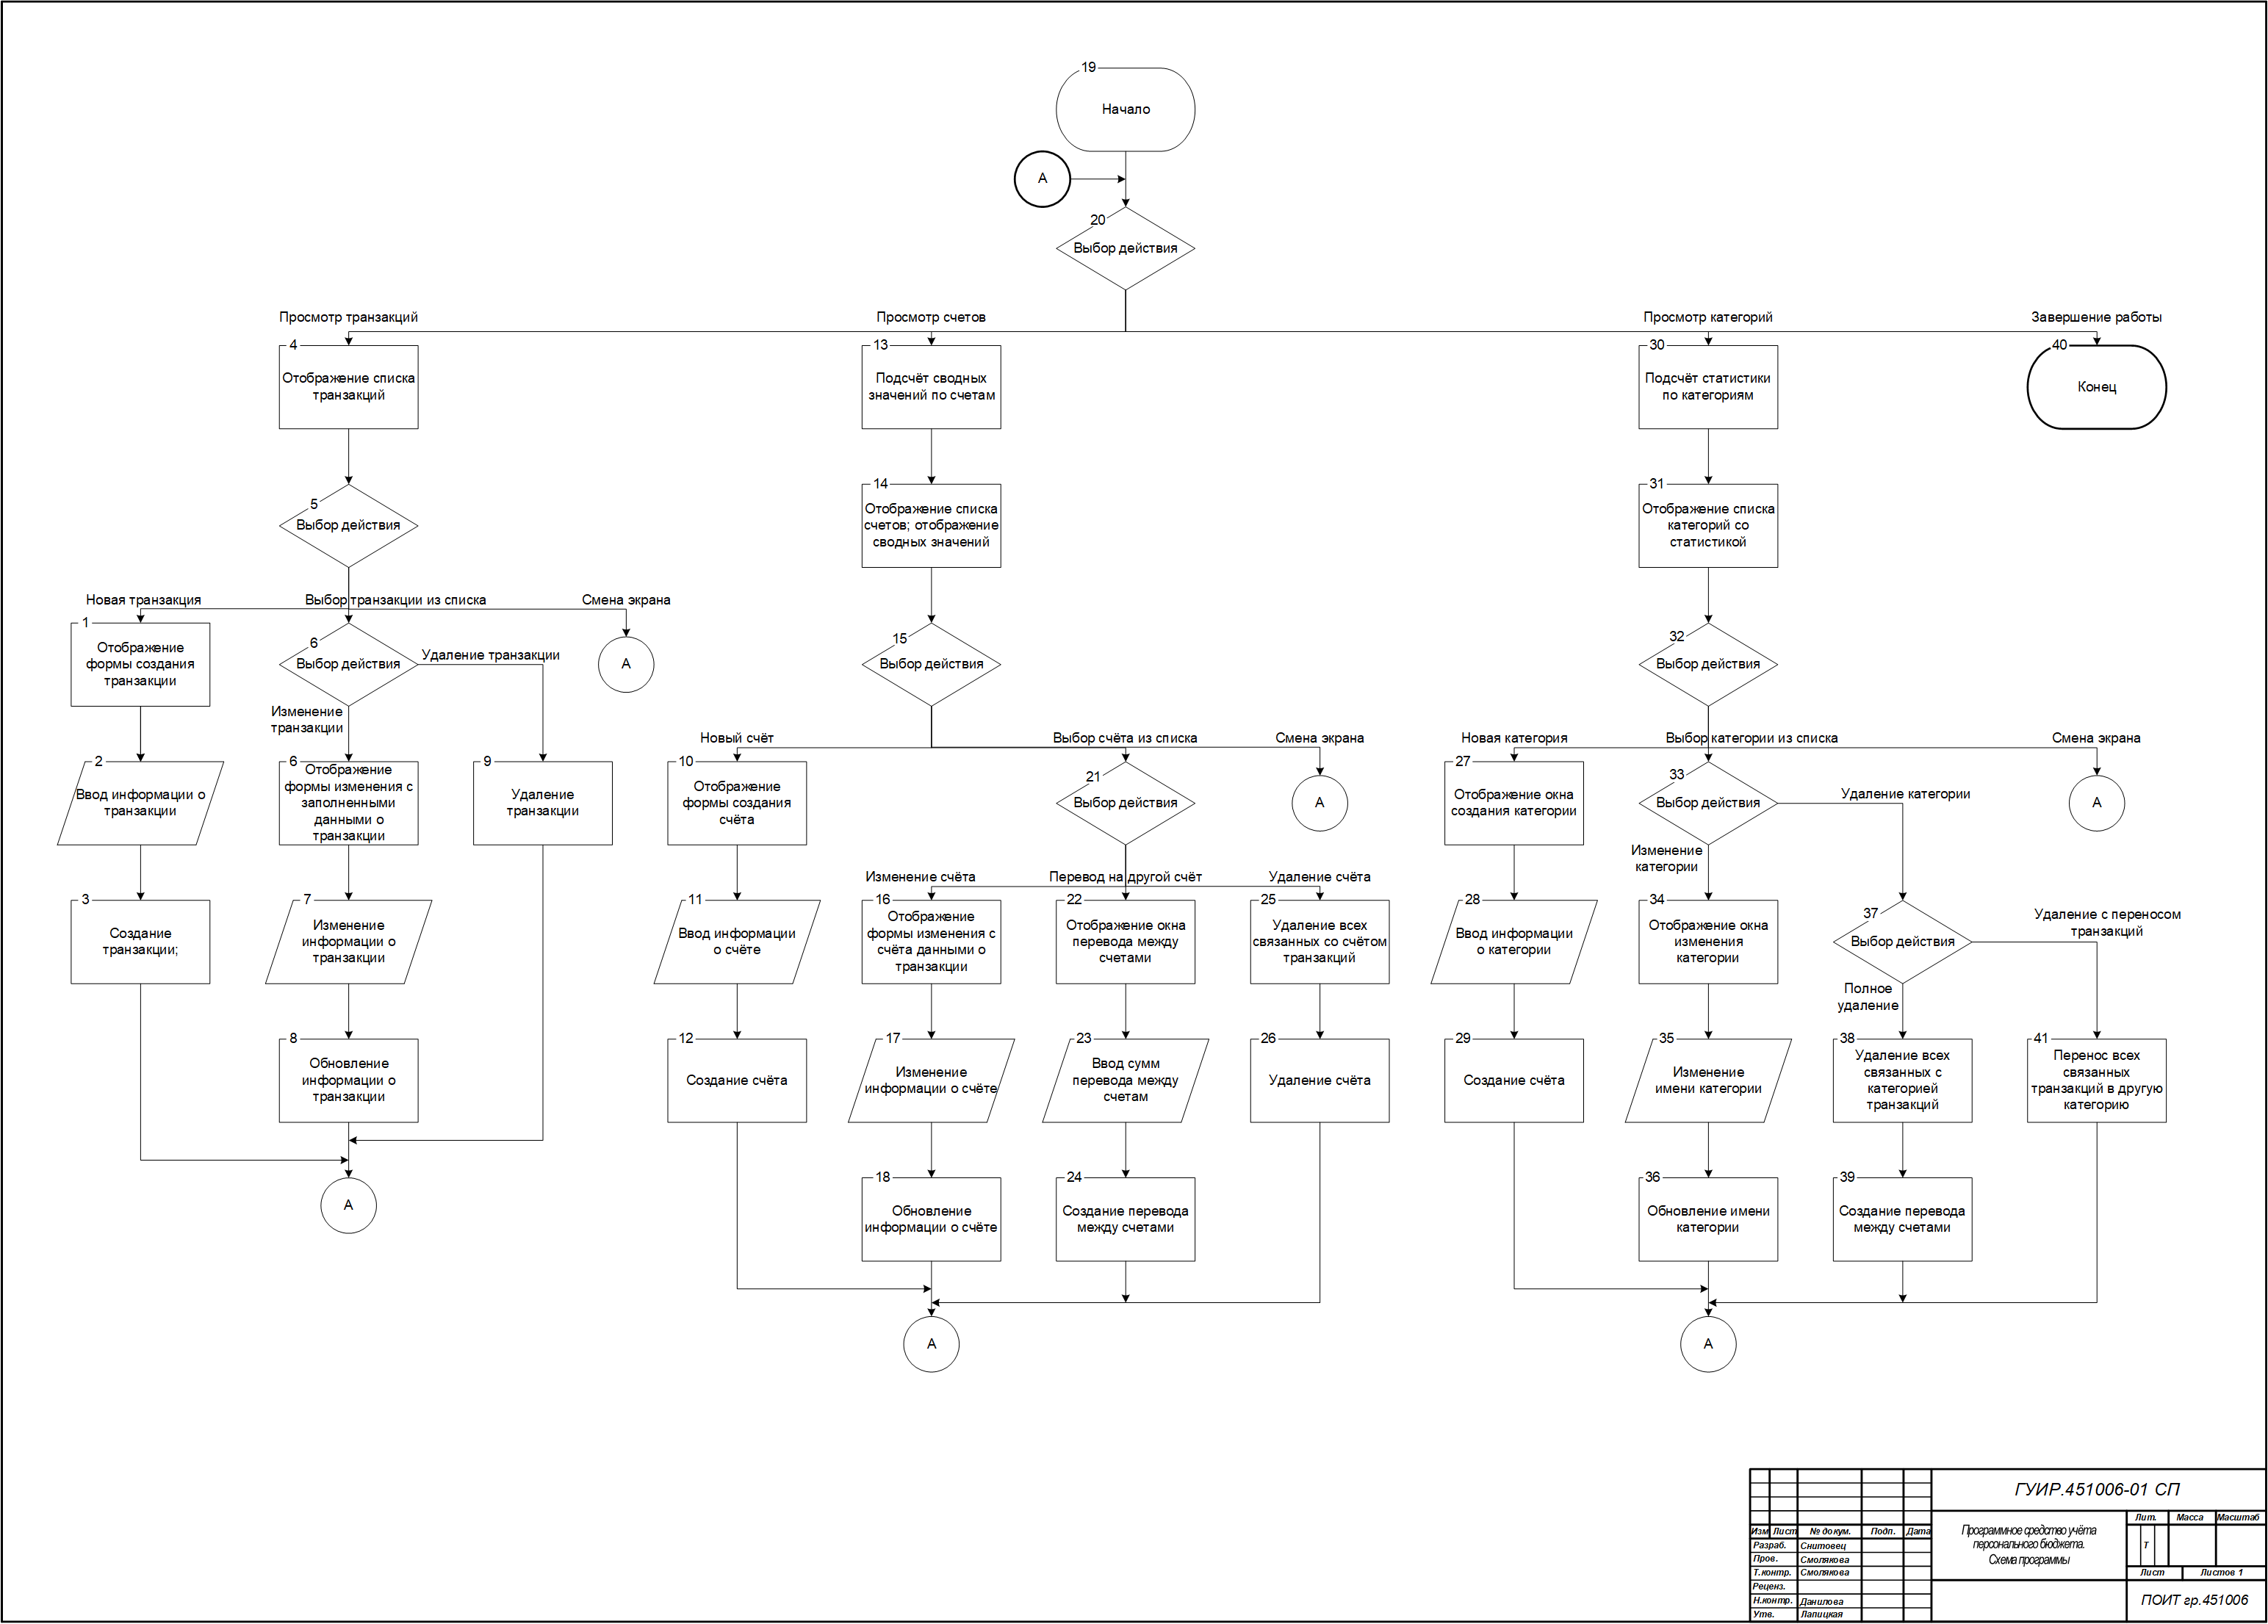 19
Начало
А
20
Выбор действия
Просмотр транзакций
Просмотр счетов
Просмотр категорий
Завершение работы
4
Отображение списка
транзакций
13
Подсчёт сводных
значений по счетам
30
Подсчёт статистики
по категориям
40
Конец
5
Выбор действия
14
Отображение списка
счетов; отображение
сводных значений
31
Отображение списка
категорий со
статистикой
Новая транзакция
Выбор транзакции из списка
Смена экрана
1
Отображение
формы создания
транзакции
6
Выбор действия
Удаление транзакции
А
15
Выбор действия
32
Выбор действия
Изменение
транзакции
Новый счёт
Выбор счёта из списка
Смена экрана
Новая категория
Выбор категории из списка
Смена экрана
2
Ввод информации о
транзакции
6
Отображение
формы изменения с
заполненными
данными о
транзакции
9
Удаление
транзакции
10
Отображение
формы создания
счёта
21
Выбор действия
А
27
Отображение окна
создания категории
33
Выбор действия
Удаление категории
А
Изменение
категории
Изменение счёта
Перевод на другой счёт
Удаление счёта
3
Создание
транзакции;
7
Изменение
информации о
транзакции
11
Ввод информации
о счёте
16
Отображение
формы изменения с
счёта данными о
транзакции
22
Отображение окна
перевода между
счетами
25
Удаление всех
связанных со счётом
транзакций
28
Ввод информации
о категории
34
Отображение окна
изменения
категории
37
Выбор действия
Удаление с переносом
транзакций
Полное
удаление
8
Обновление
информации о
транзакции
12
Создание счёта
17
Изменение
информации о счёте
23
Ввод сумм
перевода между
счетам
26
Удаление счёта
29
Создание счёта
35
Изменение
имени категории
38
Удаление всех
связанных с
категорией
транзакций
41
Перенос всех
связанных
транзакций в другую
категорию
А
18
Обновление
информации о счёте
24
Создание перевода
между счетами
36
Обновление имени
категории
39
Создание перевода
между счетами
А
А
ГУИР.451006-01 СП
Изм Лист № докум. Подп. Дата
Разраб. Снитовец
Пров. Смолякова
Т.контр. Смолякова
Реценз.
Н.контр. Данилова
Утв. Лапицкая
Программное средство учёта
персонального бюджета.
Схема программы
Лит. Масса Масштаб
Т
Лист Листов 1
ПОИТ гр.451006